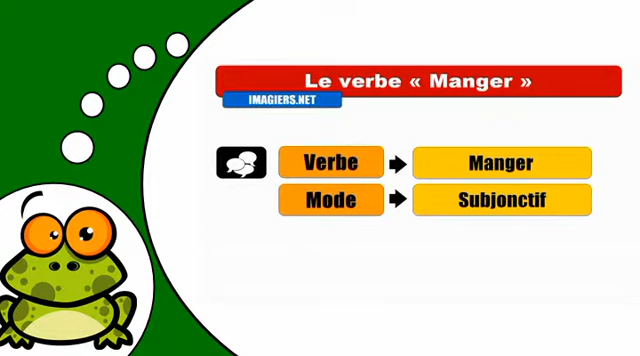 Le verbe « Manger »
IMAGIERS.NET
Verbe Manger
Mode Subjonctif